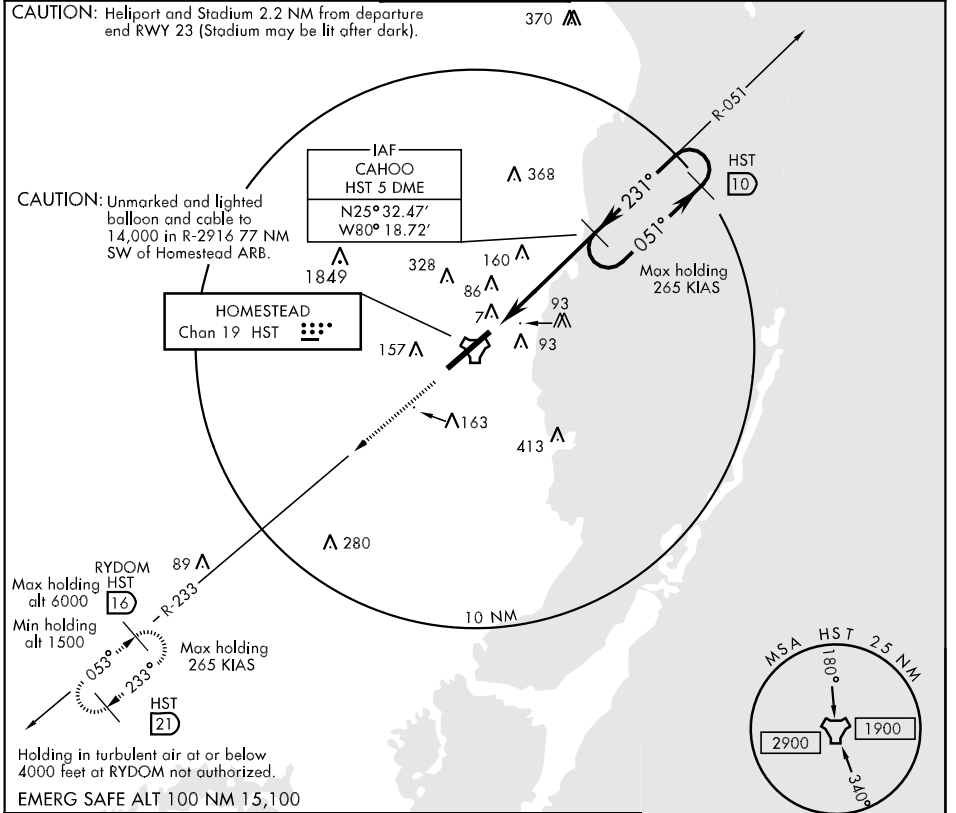 CAUTION: Heliport and Stadium 2.2 NM from departure
end RWY 23 (Stadium may be lit after dark).
370
R-051
IAF
CAHOO
HST 5 DME
N25° 32.47'
W80° 18.72'
368
HST
10
231°
051°
CAUTION: Unmarked and lighted
balloon and cable to
14,000 in R-2916 77 NM
SW of Homestead ARB.
1849
328
160
86
Max holding
265 KIAS
HOMESTEAD
Chan 19 HST
7
93
93
157
163
413
280
89
RYDOM
HST
16
Max holding
alt 6000
Min holding
alt 1500
R-233
10 NM
053°
233°
Max holding
265 KIAS
HST
21
MSA HST 25 NM
180°
2900
1900
340°
Holding in turbulent air at or below
4000 feet at RYDOM not authorized.
EMERG SAFE ALT 100 NM 15,100